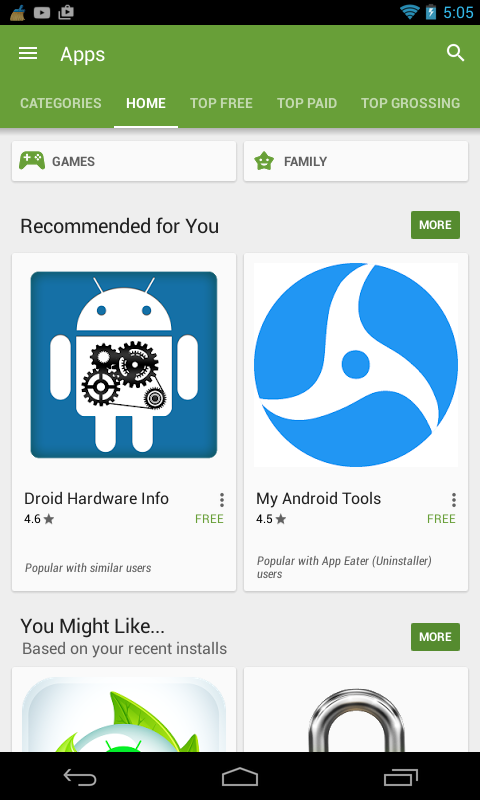 5:05
Apps
CATEGORIES HOME TOP FREE TOP PAID TOP GROSSING
GAMES FAMILY
Recommended for You MORE
Droid Hardware Info
4.6 FREE
Popular with similar users
My Android Tools
4.5 FREE
Popular with App Eater (Uninstaller)
users
You Might Like... MORE
Based on your recent installs